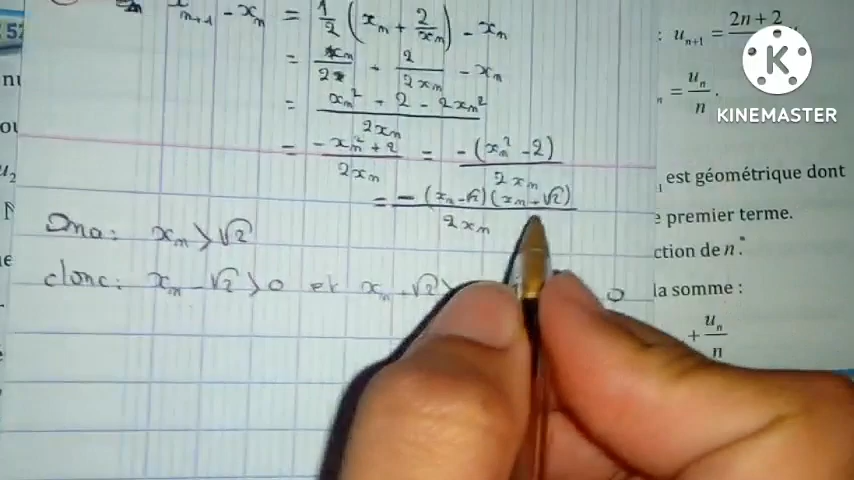 x_{n+1} - x_n = 1/2 (x_n + 2/x_n) - x_n
= x_n/2 + 2/2x_n - x_n
= x_n² + 2 - 2x_n² / 2x_n
= -x_n² + 2 / 2x_n = -(x_n² - 2) / 2x_n
= -(x_n - √2)(x_n + √2) / 2x_n
On a : x_n > √2
donc : x_n - √2 > 0 et x_n + √2 > 0
: u_{n+1} = 2n + 2
= u_n / n .
KINEMASTER
est géométrique dont
e premier terme.
ction de n."
la somme :
+ u_n / n